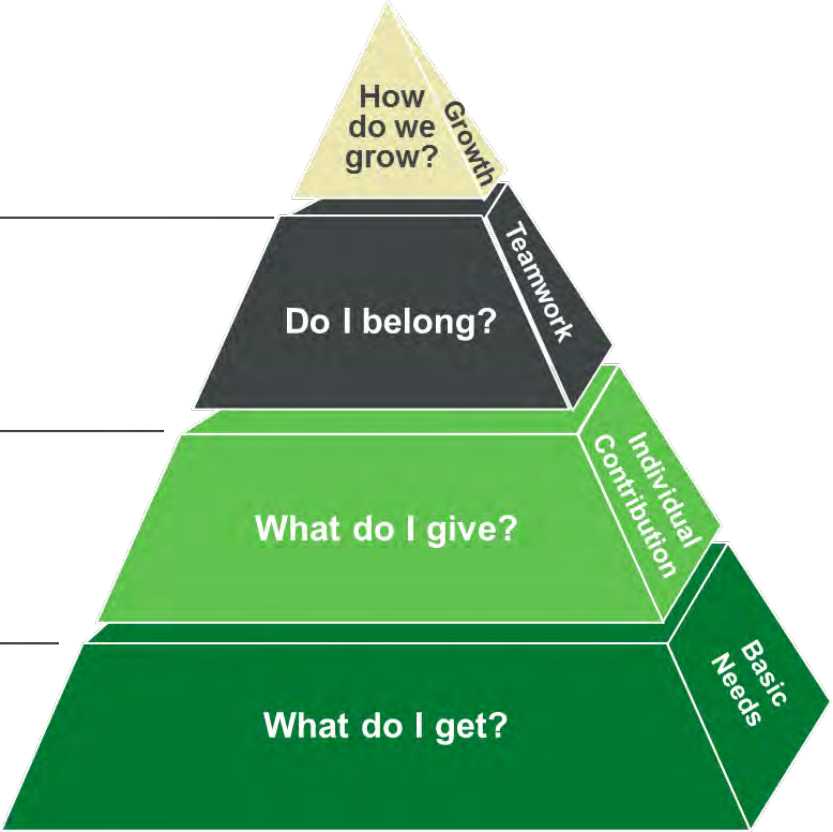 How
do we
grow?
Growth
Do I belong?
Teamwork
What do I give?
Individual
Contribution
What do I get?
Basic
Needs